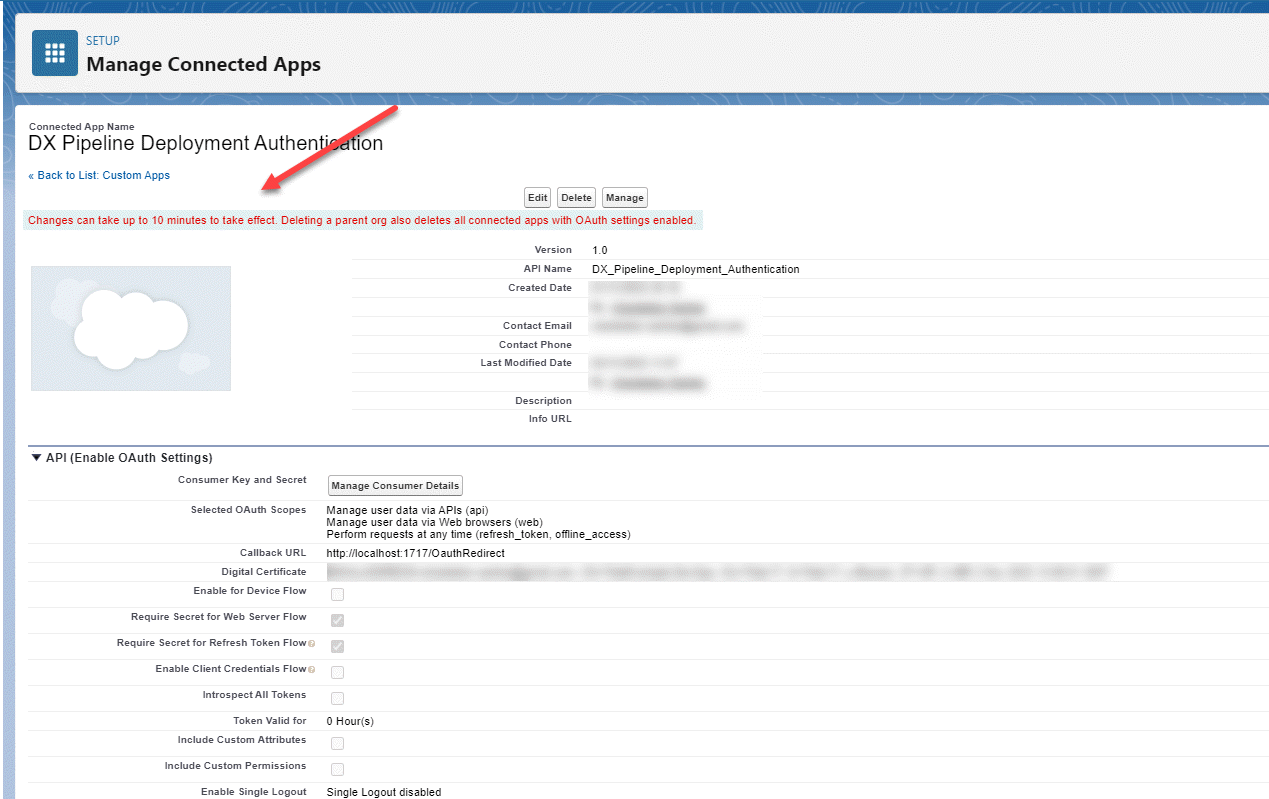 SETUP
Manage Connected Apps
Connected App Name
DX Pipeline Deployment Authentication
« Back to List: Custom Apps
Edit Delete Manage
Changes can take up to 10 minutes to take effect. Deleting a parent org also deletes all connected apps with OAuth settings enabled.
Version 1.0
API Name DX_Pipeline_Deployment_Authentication
Created Date
Contact Email
Contact Phone
Last Modified Date
Description
Info URL
API (Enable OAuth Settings)
Consumer Key and Secret Manage Consumer Details
Selected OAuth Scopes Manage user data via APIs (api)
Manage user data via Web browsers (web)
Perform requests at any time (refresh_token, offline_access)
Callback URL http://localhost:1717/OauthRedirect
Digital Certificate
Enable for Device Flow
Require Secret for Web Server Flow
Require Secret for Refresh Token Flow
Enable Client Credentials Flow
Introspect All Tokens
Token Valid for 0 Hour(s)
Include Custom Attributes
Include Custom Permissions
Enable Single Logout Single Logout disabled